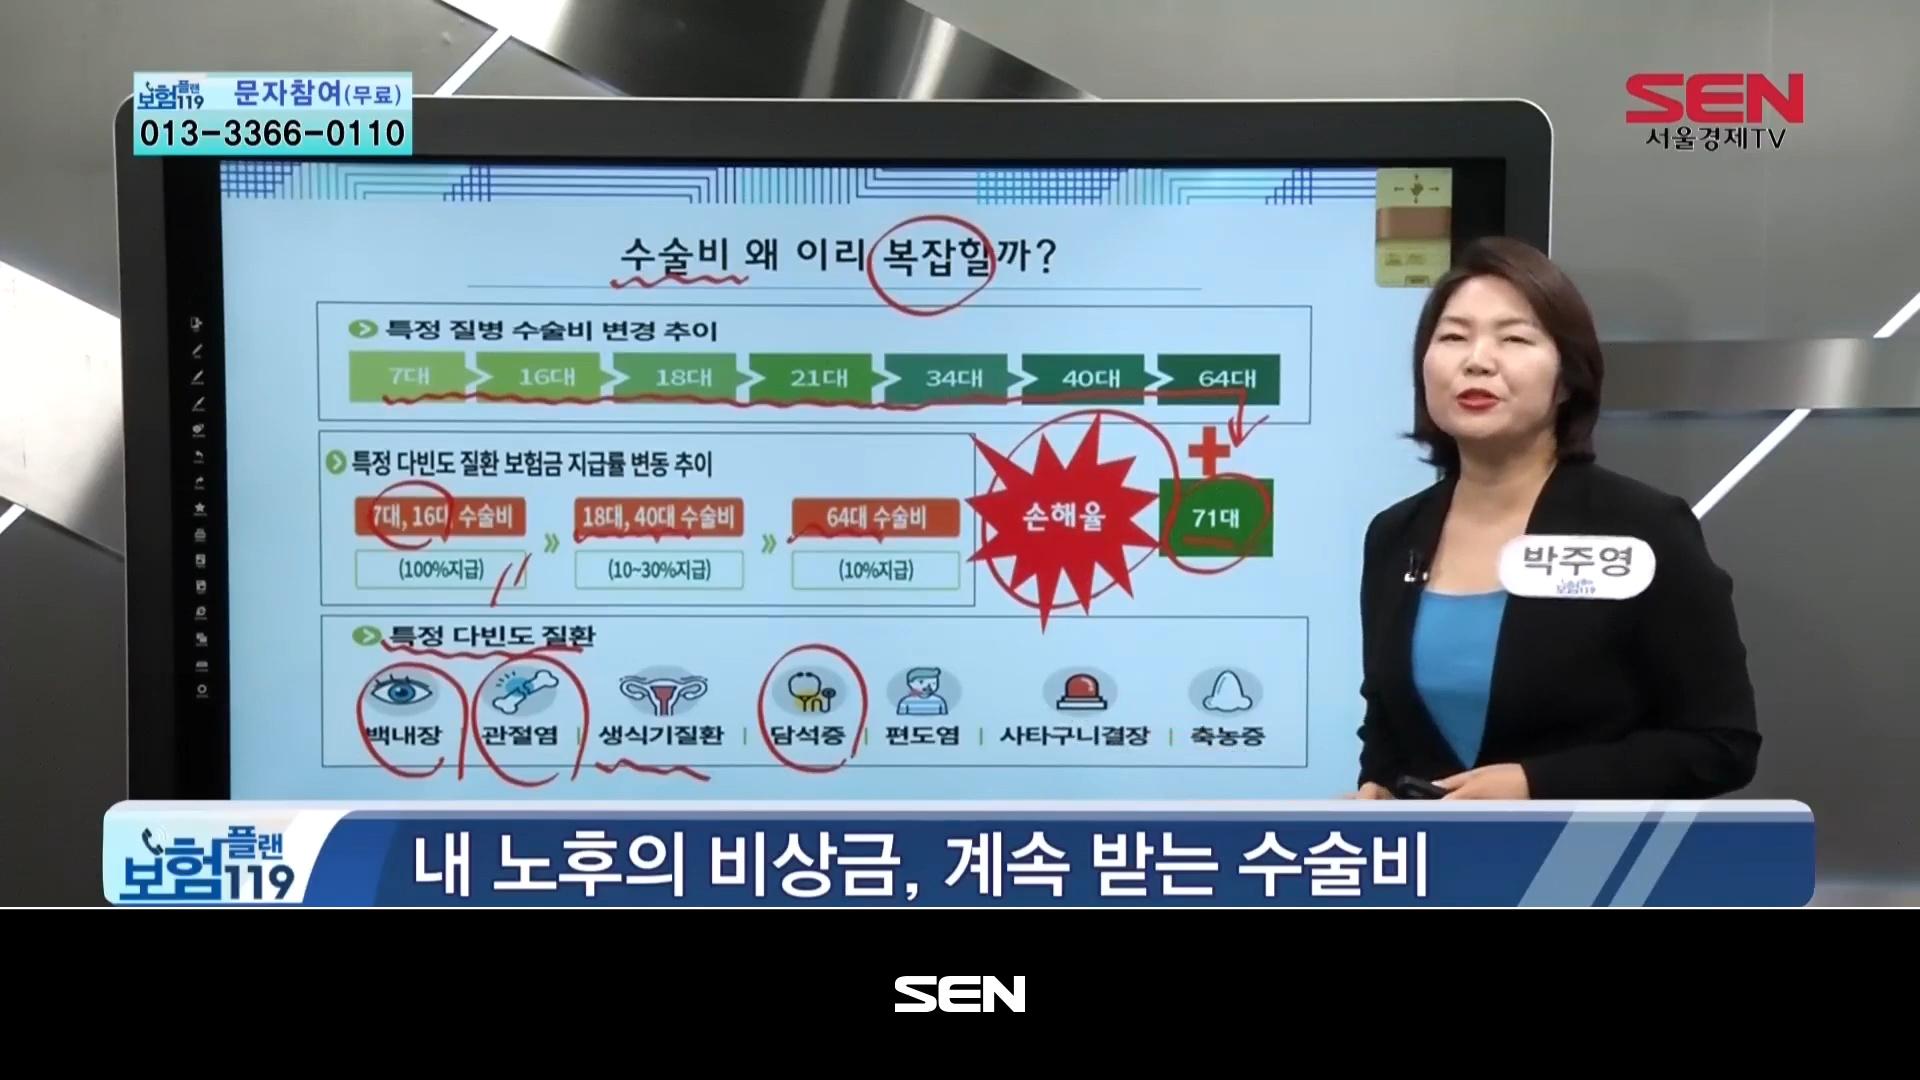 보험플랜119 문자참여(무료)
013-3366-0110
SEN
서울경제TV
수술비 왜 이리 복잡할까?
특정 질병 수술비 변경 추이
7대 16대 18대 21대 34대 40대 64대
특정 다빈도 질환 보험금 지급률 변동 추이
7대, 16대 수술비 » 18대, 40대 수술비 » 64대 수술비
(100%지급) (10~30%지급) (10%지급)
손해율
71대
특정 다빈도 질환
백내장 | 관절염 | 생식기질환 | 담석증 | 편도염 | 사타구니결장 | 축농증
박주영
보험플랜119
내 노후의 비상금, 계속 받는 수술비
SEN